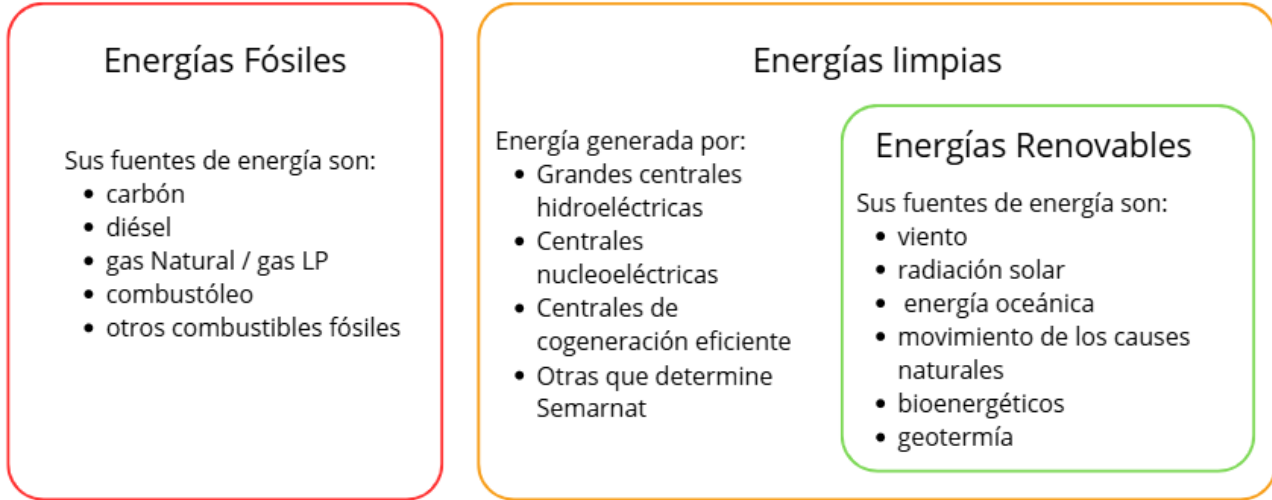 Energías Fósiles
Sus fuentes de energía son:
• carbón
• diésel
• gas Natural / gas LP
• combustóleo
• otros combustibles fósiles
Energías limpias
Energía generada por:
• Grandes centrales
hidroeléctricas
• Centrales
nucleoeléctricas
• Centrales de
cogeneración eficiente
• Otras que determine
Semarnat
Energías Renovables
Sus fuentes de energía son:
• viento
• radiación solar
• energía oceánica
• movimiento de los causes
naturales
• bioenergéticos
• geotermía